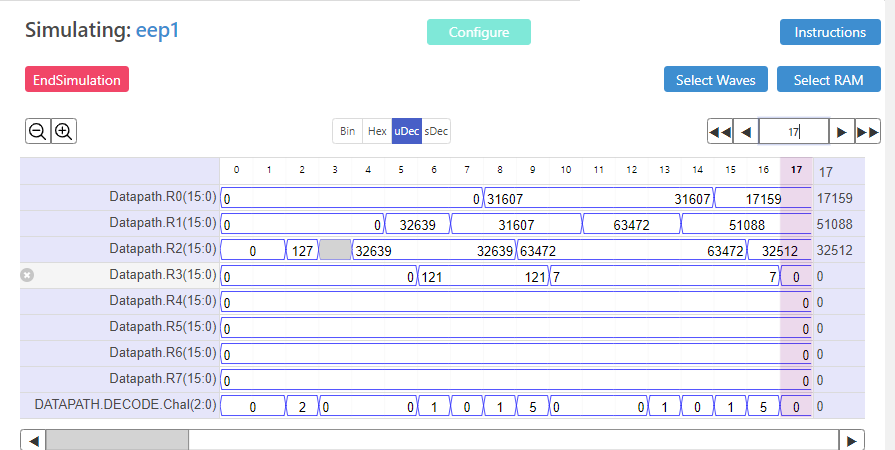 Simulating: eep1
Configure
Instructions
EndSimulation
Select Waves
Select RAM
Bin Hex uDec sDec
17
0 1 2 3 4 5 6 7 8 9 10 11 12 13 14 15 16 17 17
Datapath.R0(15:0) 0 0 31607 31607 17159 17159
Datapath.R1(15:0) 0 0 32639 31607 63472 51088 51088
Datapath.R2(15:0) 0 127 32639 32639 63472 63472 32512 32512
Datapath.R3(15:0) 0 0 121 121 7 7 0 0
Datapath.R4(15:0) 0 0 0
Datapath.R5(15:0) 0 0 0
Datapath.R6(15:0) 0 0 0
Datapath.R7(15:0) 0 0 0
DATAPATH.DECODE.Chal(2:0) 0 2 0 0 1 0 1 5 0 0 1 0 1 5 0 0